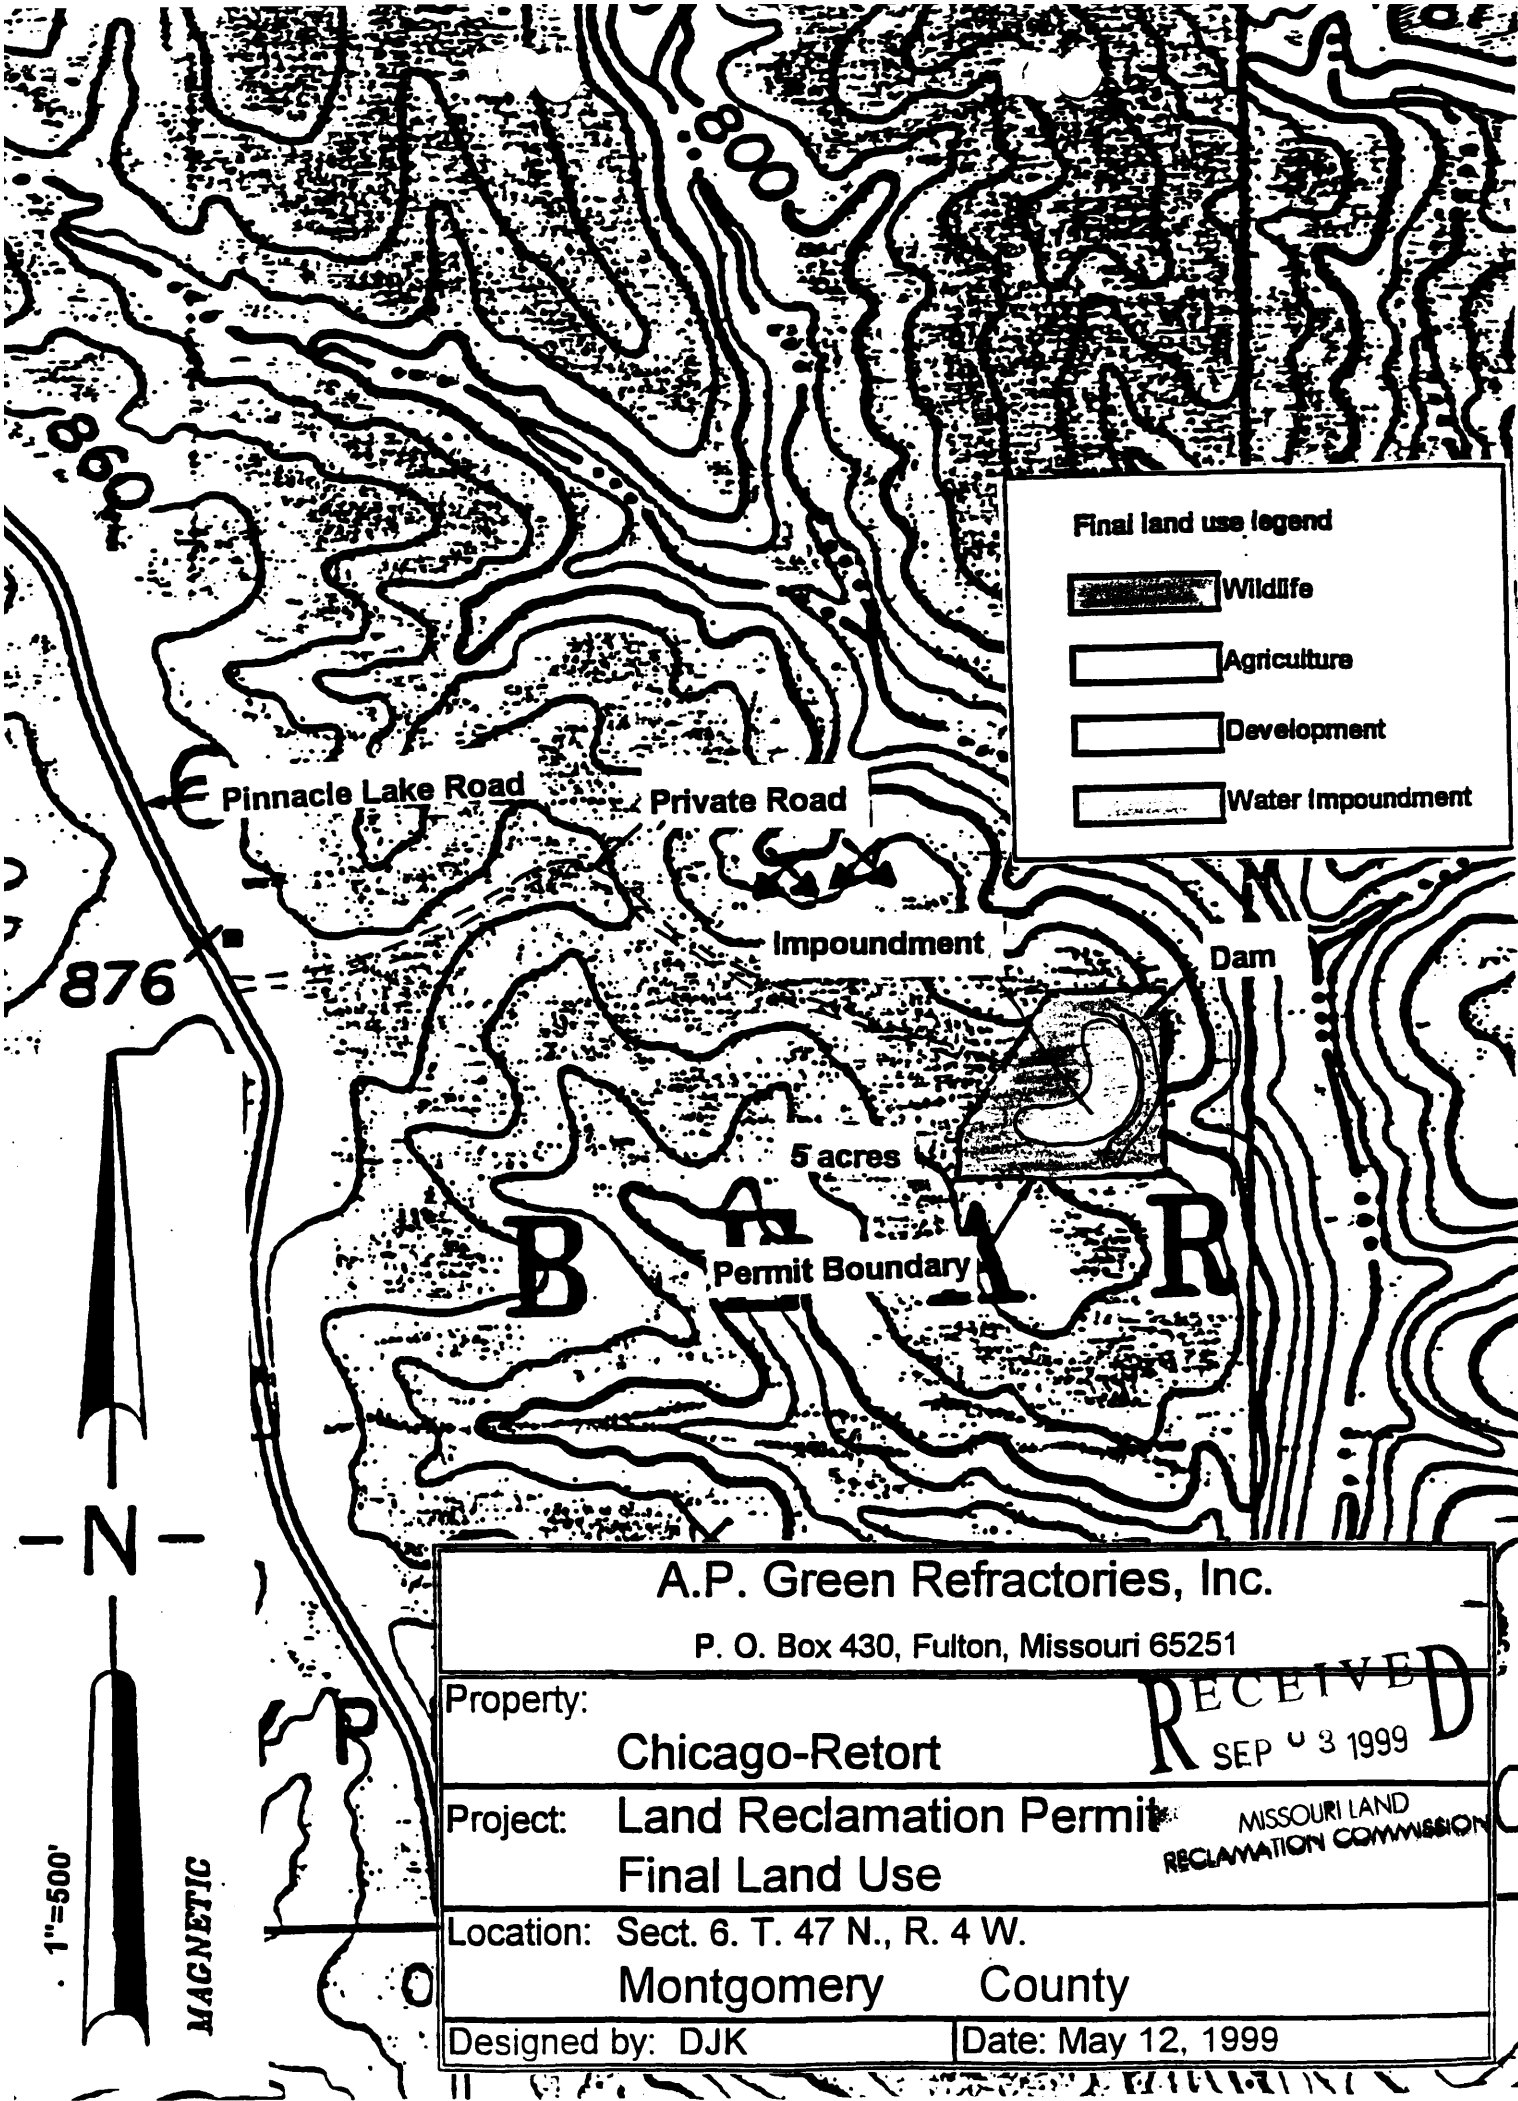 800
860
Final land use legend
Wildlife
Agriculture
Development
Water Impoundment
Pinnacle Lake Road
Private Road
Impoundment
Dam
876
5 acres
B E A R
Permit Boundary
- N -
1"=500'
MAGNETIC
P
O
A.P. Green Refractories, Inc.
P. O. Box 430, Fulton, Missouri 65251
Property:
Chicago-Retort
RECEIVED
SEP 03 1999
Project: Land Reclamation Permit
Final Land Use
MISSOURI LAND
RECLAMATION COMMISSION
Location: Sect. 6. T. 47 N., R. 4 W.
Montgomery County
Designed by: DJK
Date: May 12, 1999